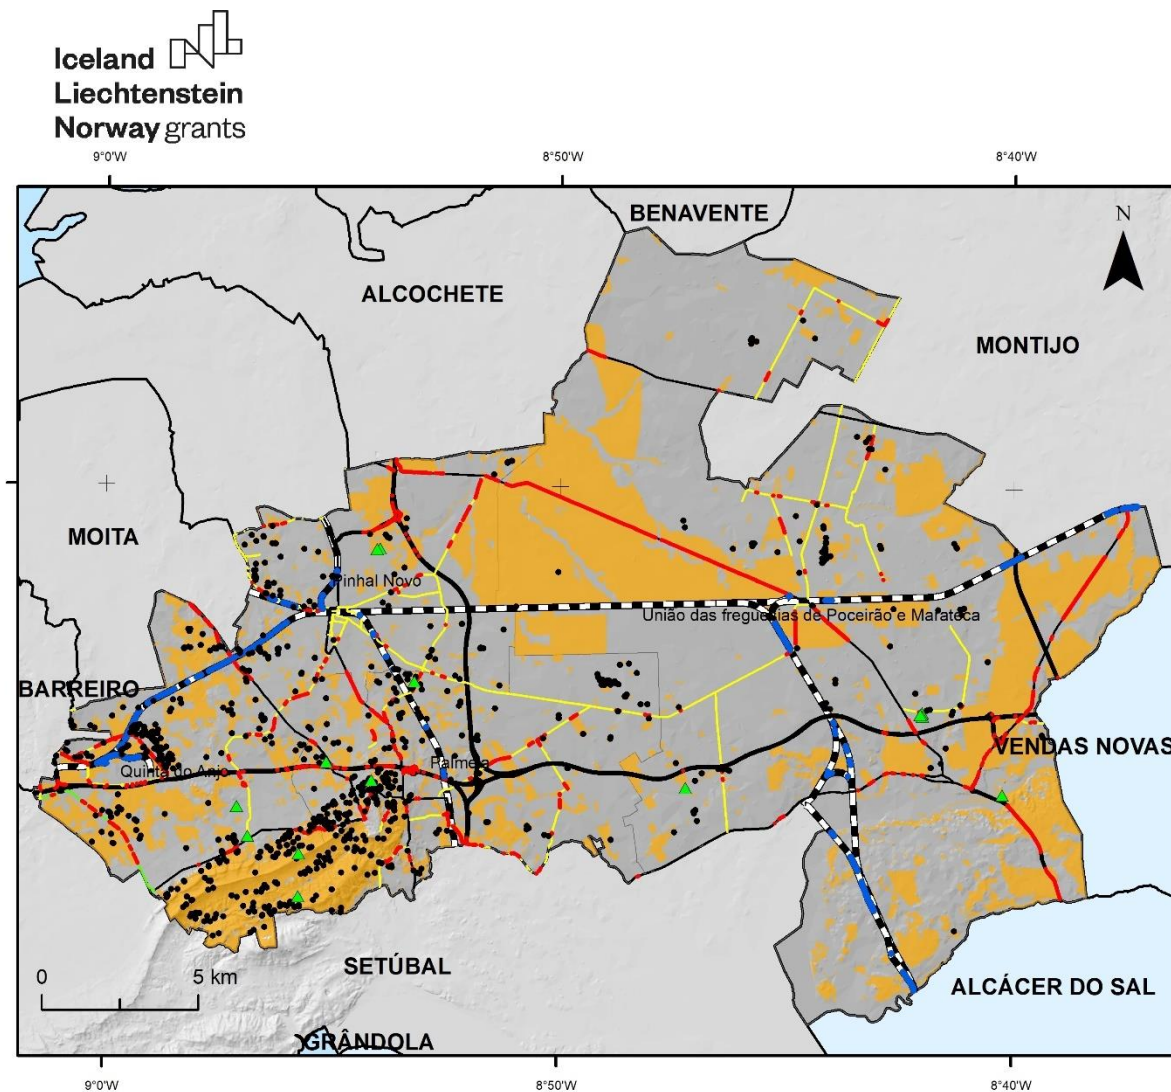 Iceland
Liechtenstein
Norway grants
9°0'W
8°50'W
8°40'W
BENAVENTE
N
ALCOCHETE
MONTIJO
MOITA
Pinhal Novo
União das freguesias de Poceirão e Marateca
BARREIRO
VENDAS NOVAS
Quinta do Anjo
Palmela
0
5 km
SETÚBAL
ALCÁCER DO SAL
GRÂNDOLA
9°0'W
8°50'W
8°40'W